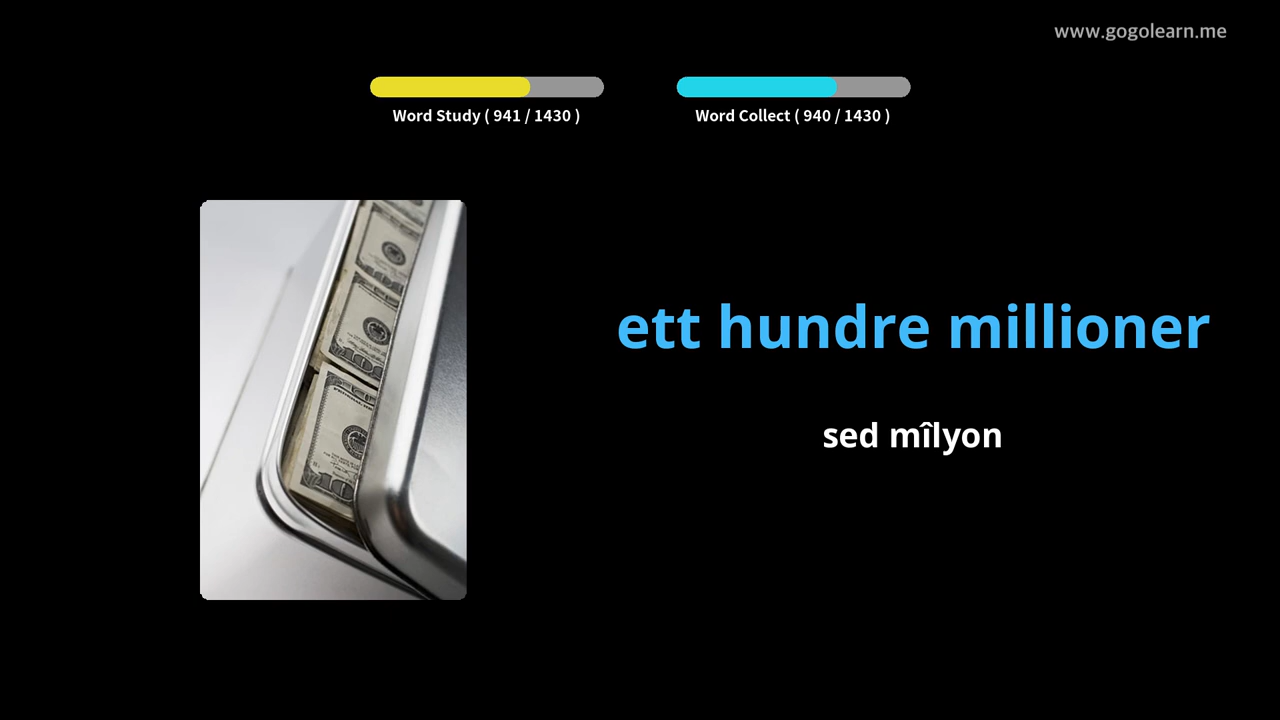 www.gogolearn.me
Word Study ( 941 / 1430 )
Word Collect ( 940 / 1430 )
ett hundre millioner
sed mîlyon